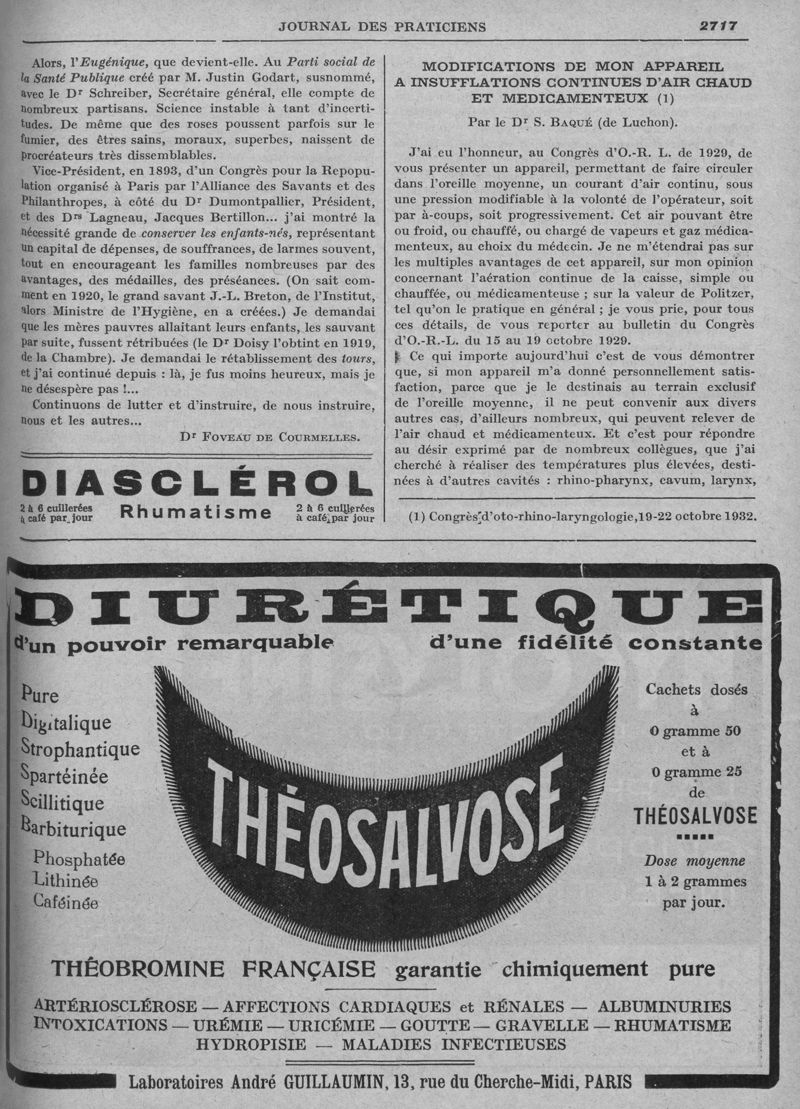 JOURNAL DES PRATICIENS 2717
Alors, l'Eugénique, que devient-elle. Au Parti social de
la Santé Publique créé par M. Justin Godart, susnommé,
avec le Dr Schreiber, Secrétaire général, elle compte de
nombreux partisans. Science instable à tant d'incerti-
tudes. De même que des roses poussent parfois sur le
fumier, des êtres sains, moraux, superbes, naissent de
procréateurs très dissemblables.
Vice-Président, en 1893, d'un Congrès pour la Repopu-
lation organisé à Paris par l'Alliance des Savants et des
Philanthropes, à côté du Dr Dumontpallier, Président,
et des Drs Lagneau, Jacques Bertillon... j'ai montré la
nécessité grande de conserver les enfants-nés, représentant
un capital de dépenses, de souffrances, de larmes souvent,
tout en encourageant les familles nombreuses par des
avantages, des médailles, des préséances. (On sait com-
ment en 1920, le grand savant J.-L. Breton, de l'Institut,
alors Ministre de l'Hygiène, en a créées.) Je demandai
que les mères pauvres allaitant leurs enfants, les sauvant
par suite, fussent rétribuées (le Dr Doisy l'obtint en 1919,
de la Chambre). Je demandai le rétablissement des tours,
et j'ai continué depuis : là, je fus moins heureux, mais je
ne désespère pas !...
Continuons de lutter et d'instruire, de nous instruire,
nous et les autres...
Dr FOVEAU DE COURMELLES.
DIASCLÉROL
2 à 6 cuillerées
à café par jour
Rhumatisme
2 à 6 cuillerées
à café par jour
MODIFICATIONS DE MON APPAREIL
A INSUFFLATIONS CONTINUES D'AIR CHAUD
ET MEDICAMENTEUX (1)
Par le Dr S. BAQUÉ (de Luchon).
J'ai eu l'honneur, au Congrès d'O.-R. L. de 1929, de
vous présenter un appareil, permettant de faire circuler
dans l'oreille moyenne, un courant d'air continu, sous
une pression modifiable à la volonté de l'opérateur, soit
par à-coups, soit progressivement. Cet air pouvant être
ou froid, ou chauffé, ou chargé de vapeurs et gaz médica-
menteux, au choix du médecin. Je ne m'étendrai pas sur
les multiples avantages de cet appareil, sur mon opinion
concernant l'aération continue de la caisse, simple ou
chauffée, ou médicamenteuse ; sur la valeur de Politzer,
tel qu'on le pratique en général ; je vous prie, pour tous
ces détails, de vous reporter au bulletin du Congrès
d'O.-R.-L. du 15 au 19 octobre 1929.
Ce qui importe aujourd'hui c'est de vous démontrer
que, si mon appareil m'a donné personnellement satis-
faction, parce que je le destinais au terrain exclusif
de l'oreille moyenne, il ne peut convenir aux divers
autres cas, d'ailleurs nombreux, qui peuvent relever de
l'air chaud et médicamenteux. Et c'est pour répondre
au désir exprimé par de nombreux collègues, que j'ai
cherché à réaliser des températures plus élevées, desti-
nées à d'autres cavités : rhino-pharynx, cavum, larynx,
(1) Congrès d'oto-rhino-laryngologie, 19-22 octobre 1932.
DIURÉTIQUE
d'un pouvoir remarquable d'une fidélité constante
Pure
Digitalique
Strophantique
Spartéinée
Scillitique
Barbiturique
Phosphatée
Lithinée
Caféinée
THÉOSALVOSE
Cachets dosés
à
0 gramme 50
et à
0 gramme 25
de
THÉOSALVOSE
Dose moyenne
1 à 2 grammes
par jour.
THÉOBROMINE FRANÇAISE garantie chimiquement pure
ARTÉRIOSCLÉROSE — AFFECTIONS CARDIAQUES et RÉNALES — ALBUMINURIES
INTOXICATIONS — URÉMIE — URICÉMIE — GOUTTE — GRAVELLE — RHUMATISME
HYDROPISIE — MALADIES INFECTIEUSES
Laboratoires André GUILLAUMIN, 13, rue du Cherche-Midi, PARIS